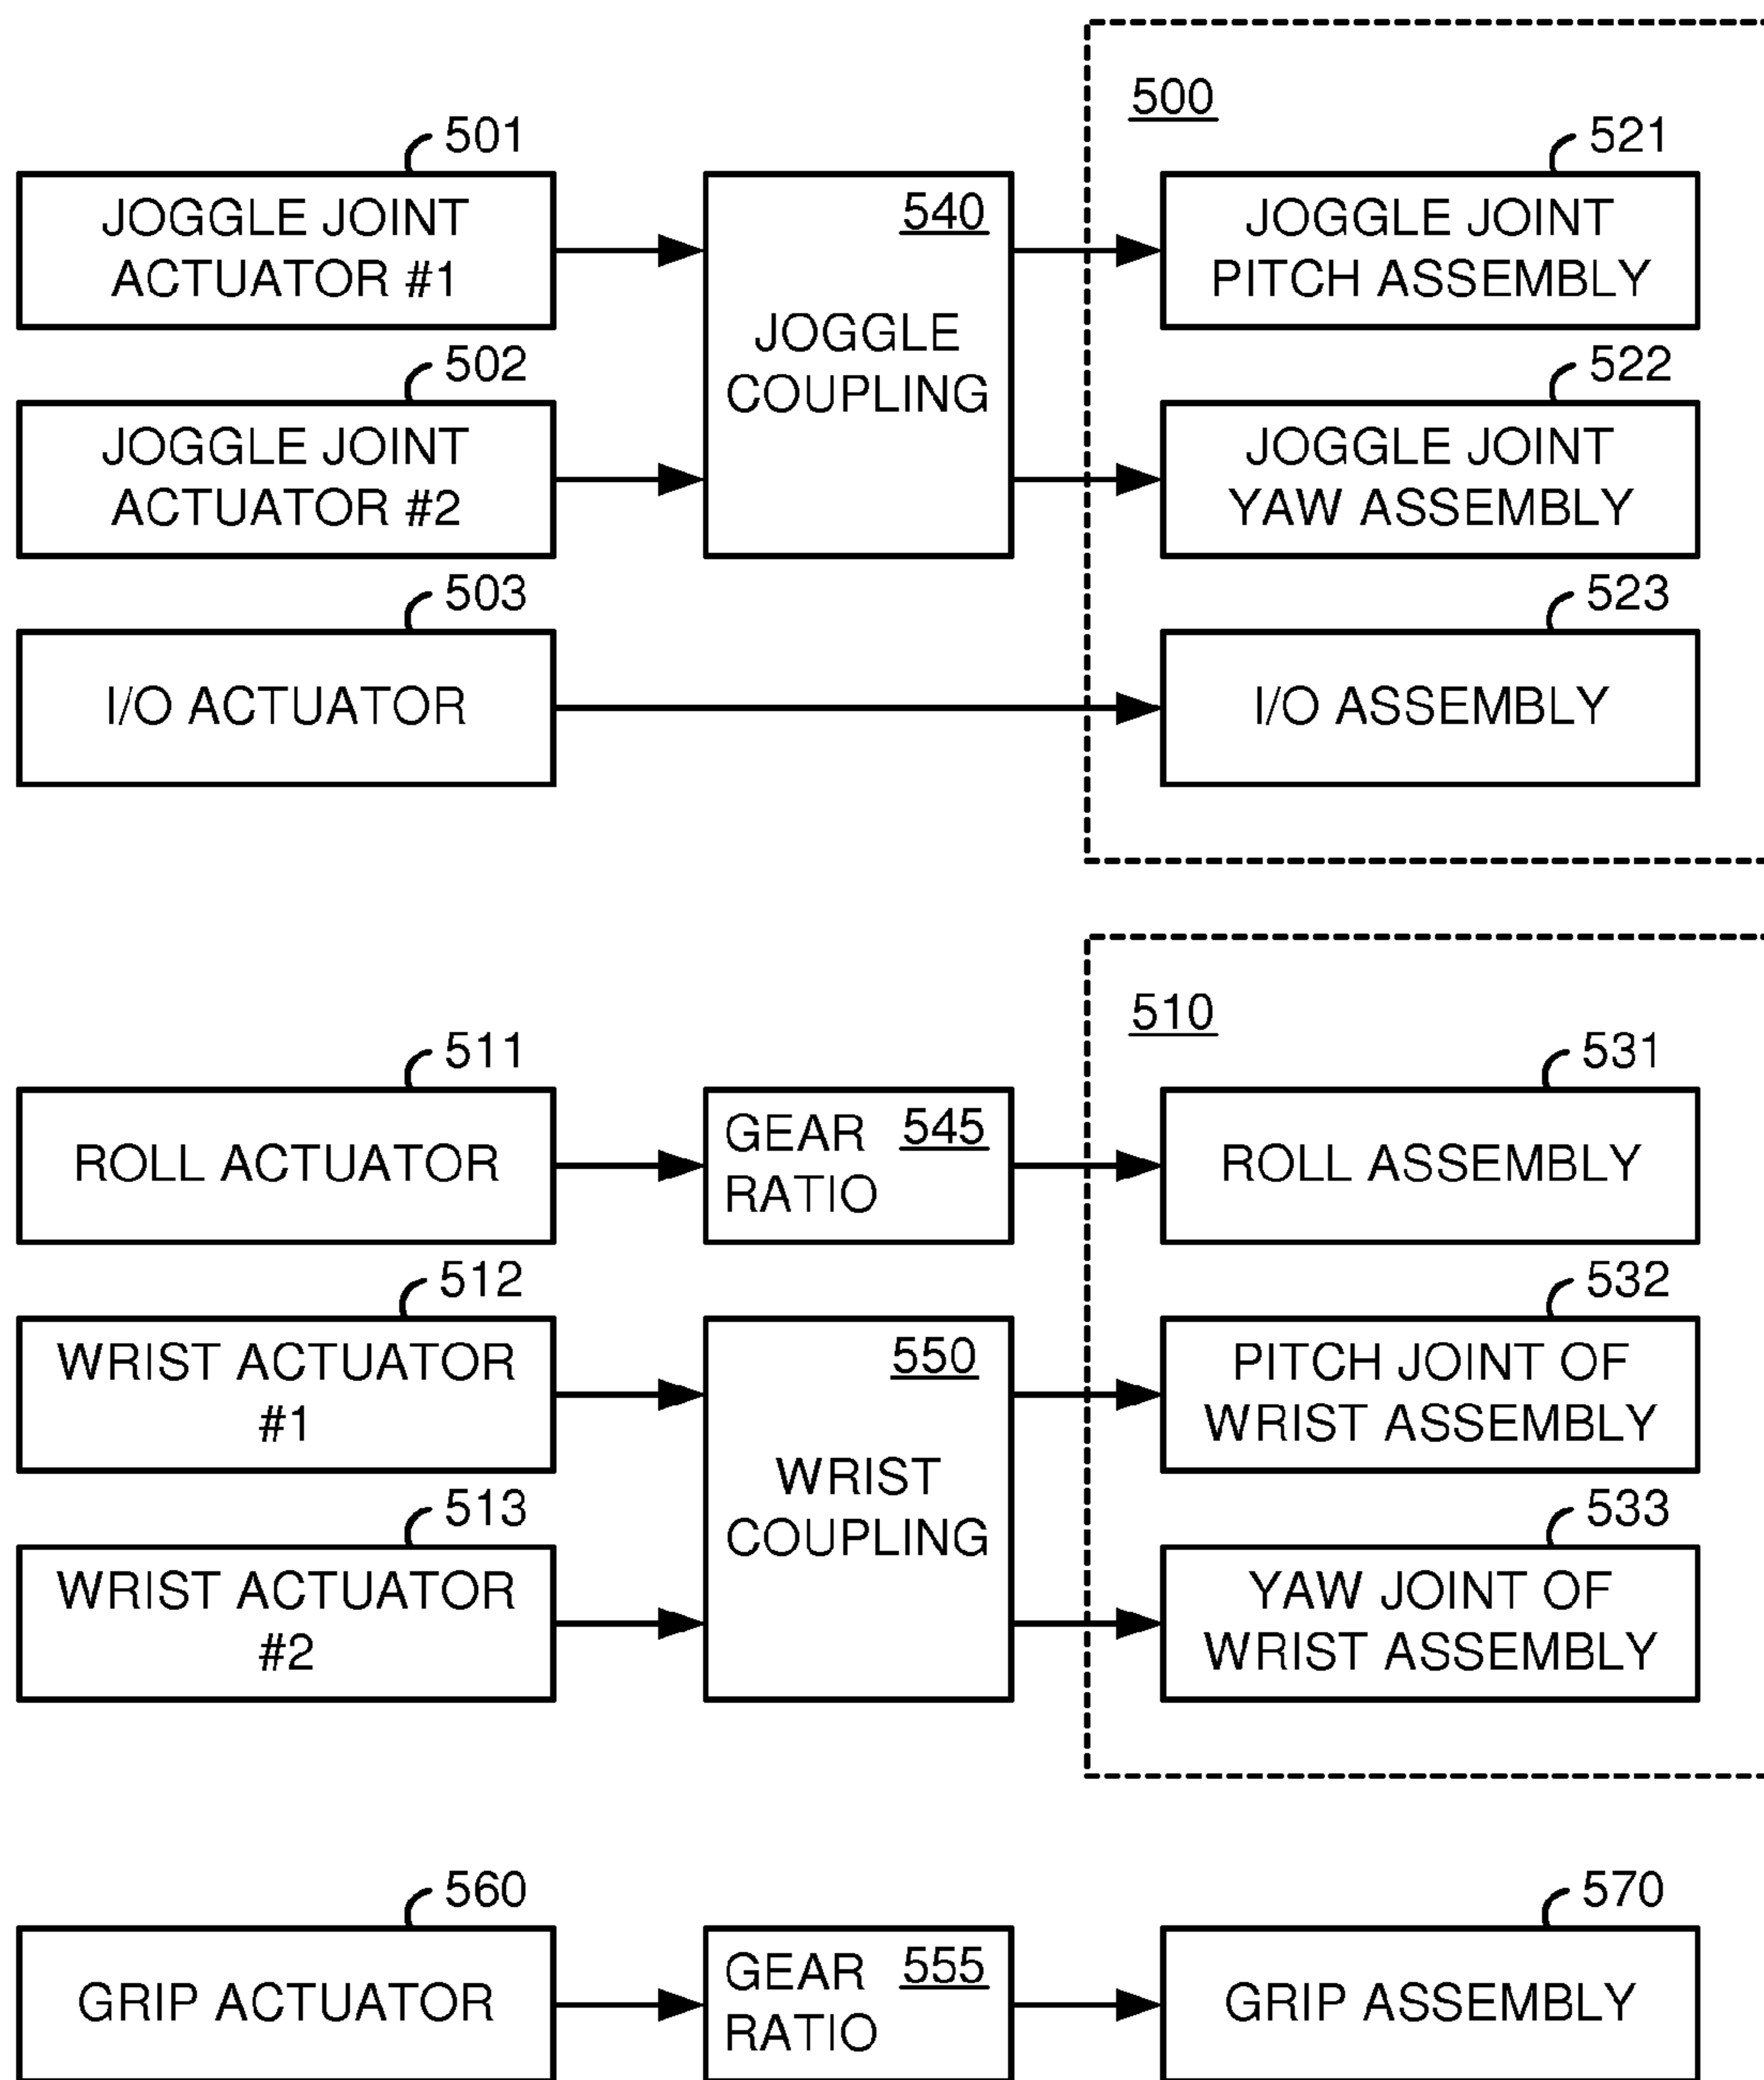 500
501
521
JOGGLE JOINT
ACTUATOR #1
540
JOGGLE
COUPLING
JOGGLE JOINT
PITCH ASSEMBLY
502
522
JOGGLE JOINT
ACTUATOR #2
JOGGLE JOINT
YAW ASSEMBLY
503
523
I/O ACTUATOR
I/O ASSEMBLY
510
511
531
ROLL ACTUATOR
GEAR 545
RATIO
ROLL ASSEMBLY
512
532
WRIST ACTUATOR
#1
550
WRIST
COUPLING
PITCH JOINT OF
WRIST ASSEMBLY
513
533
WRIST ACTUATOR
#2
YAW JOINT OF
WRIST ASSEMBLY
560
570
GRIP ACTUATOR
GEAR 555
RATIO
GRIP ASSEMBLY